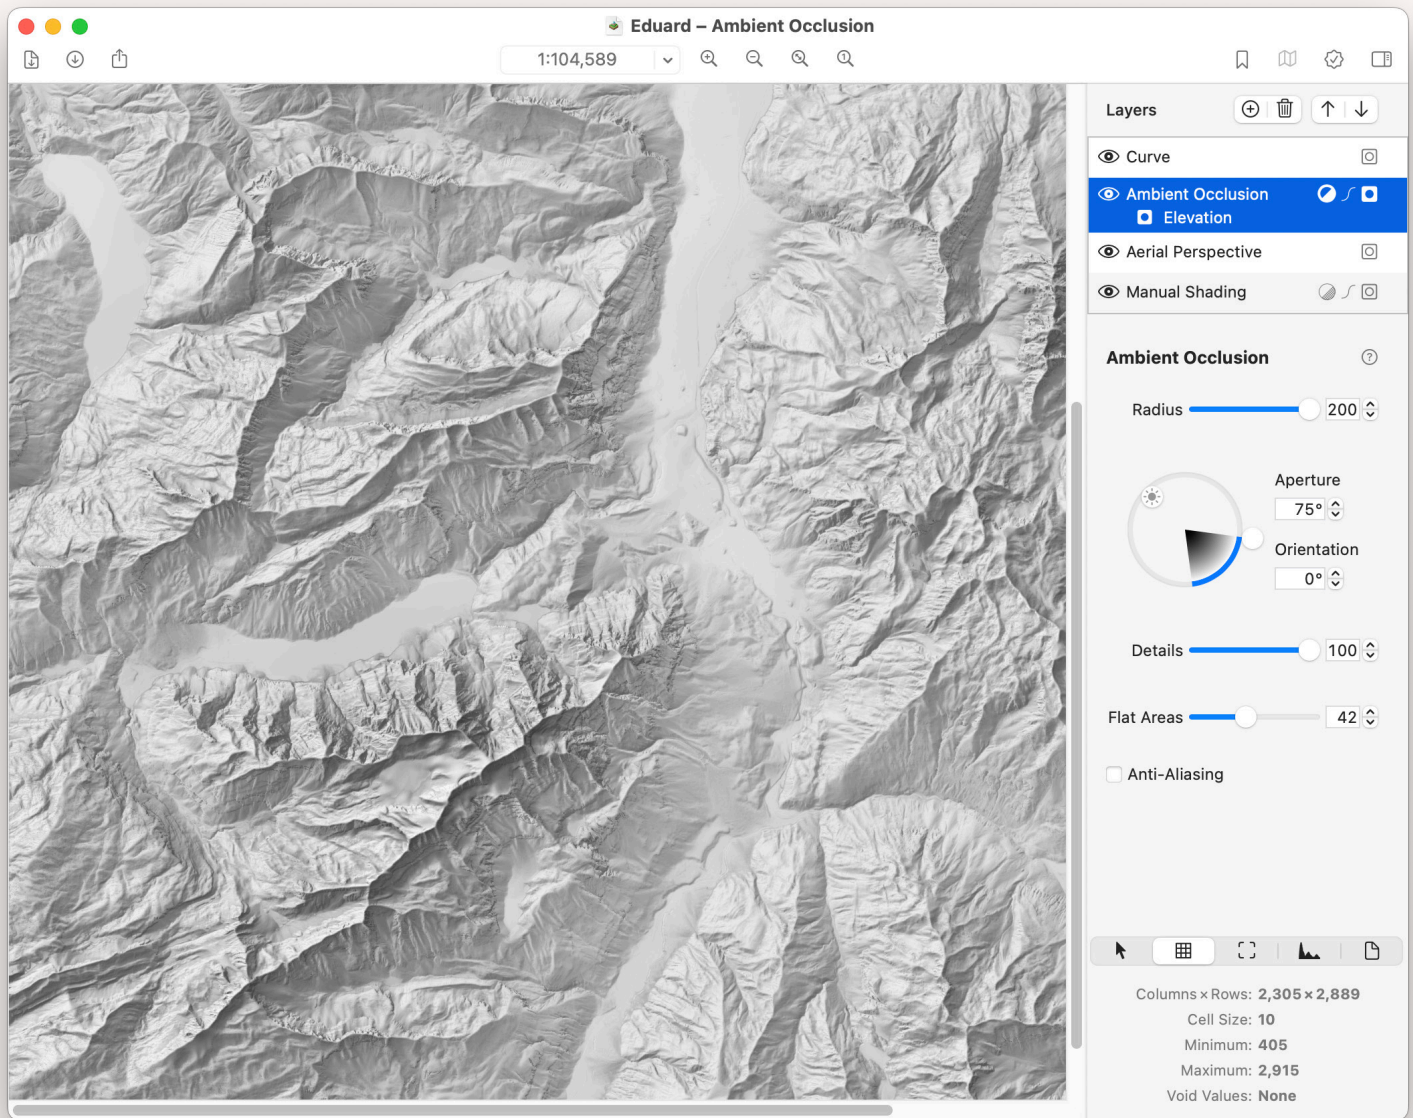 Eduard – Ambient Occlusion
1:104,589
Layers
Curve
Ambient Occlusion
Elevation
Aerial Perspective
Manual Shading
Ambient Occlusion
?
Radius 200
Aperture
75°
Orientation
0°
Details 100
Flat Areas 42
Anti-Aliasing
Columns × Rows: 2,305 × 2,889
Cell Size: 10
Minimum: 405
Maximum: 2,915
Void Values: None